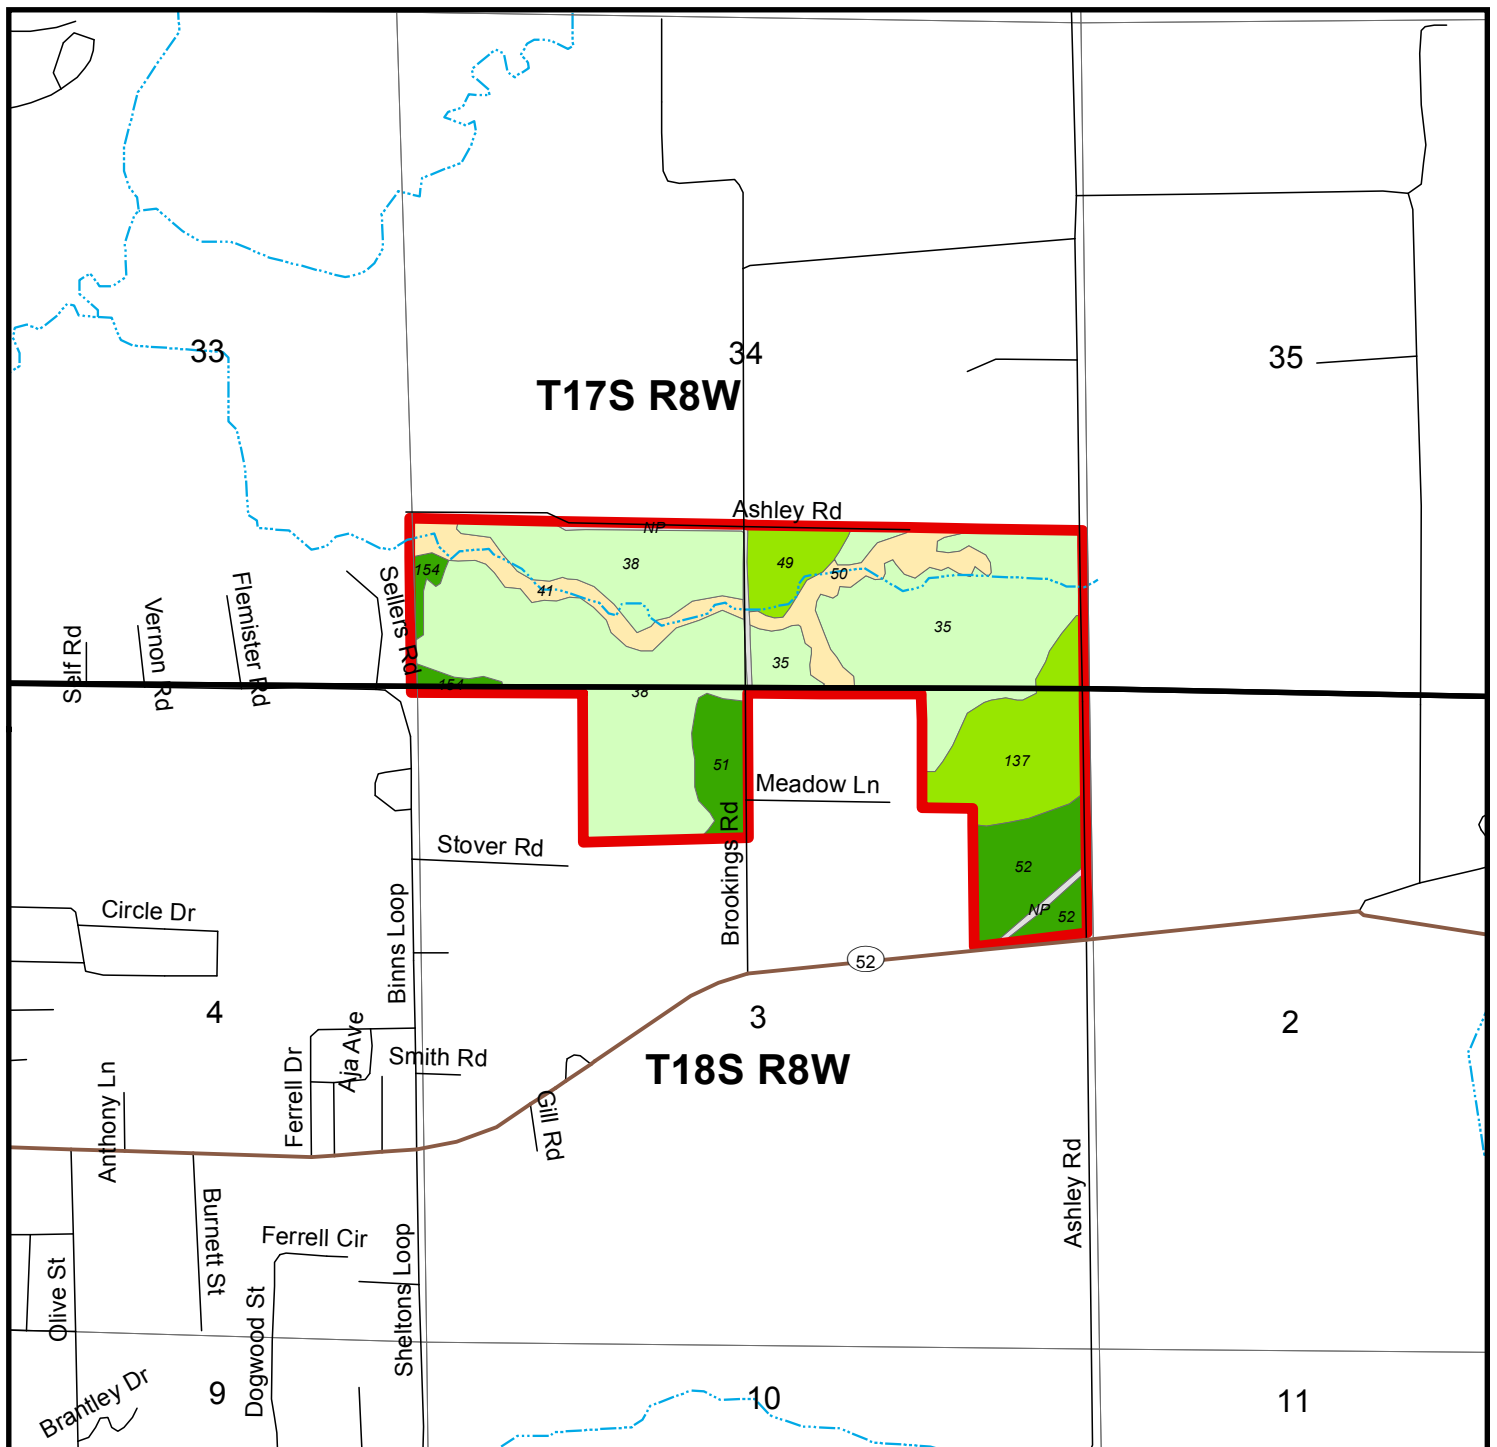 33
34
35
T17S R8W
Ashley Rd
NP
38
49
50
154
41
35
35
Sellers Rd
Flemister Rd
Vernon Rd
Self Rd
154
38
51
137
Meadow Ln
Brookings Rd
Stover Rd
52
NP
52
Circle Dr
Binns Loop
52
4
3
2
T18S R8W
Aja Ave
Smith Rd
Ferrell Dr
Anthony Ln
Gill Rd
Ashley Rd
Burnett St
Ferrell Cir
Sheltons Loop
Olive St
Dogwood St
Brantley Dr
9
10
11